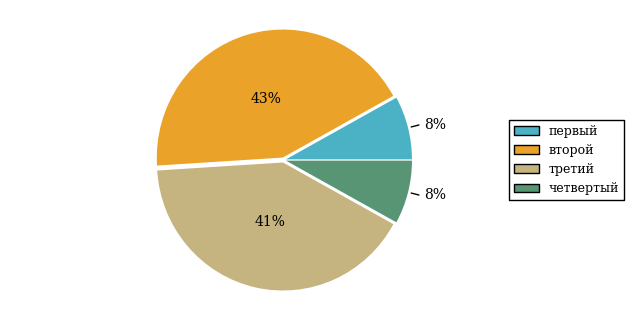 43%
8%
8%
41%
первый
второй
третий
четвертый